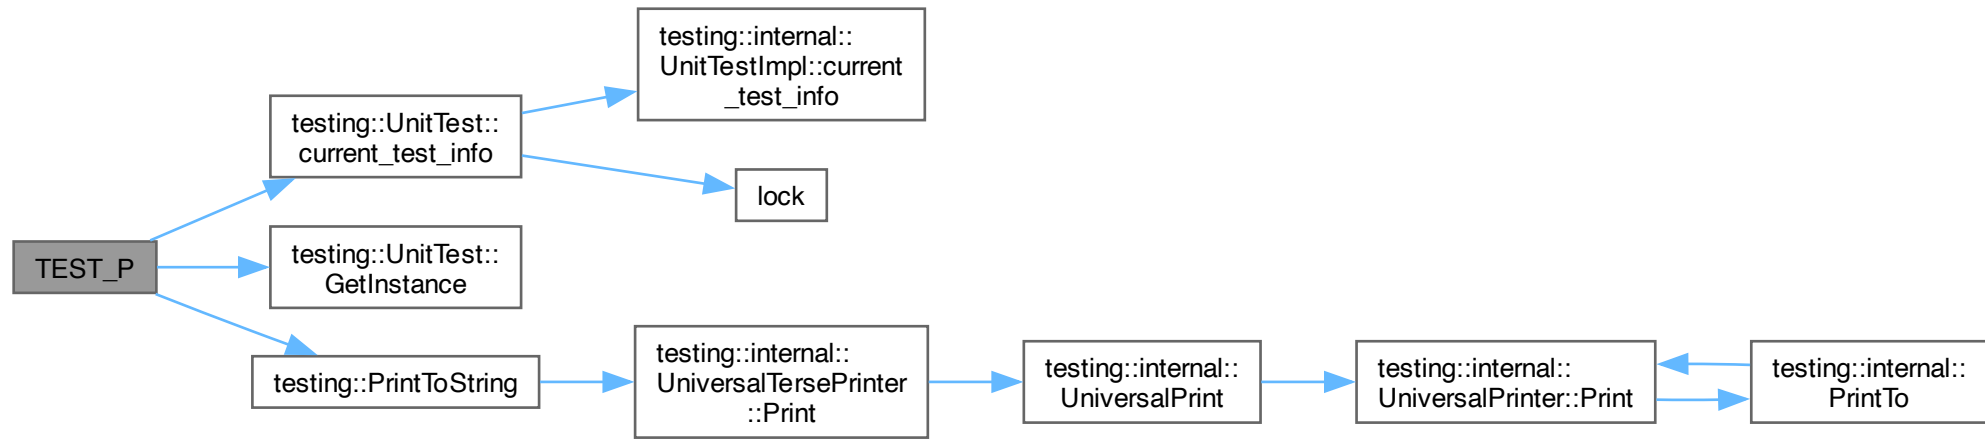 testing::internal::
UnitTestImpl::current
_test_info
testing::UnitTest::
current_test_info
lock
TEST_P
testing::UnitTest::
GetInstance
testing::PrintToString
testing::internal::
UniversalTersePrinter
::Print
testing::internal::
UniversalPrint
testing::internal::
UniversalPrinter::Print
testing::internal::
PrintTo